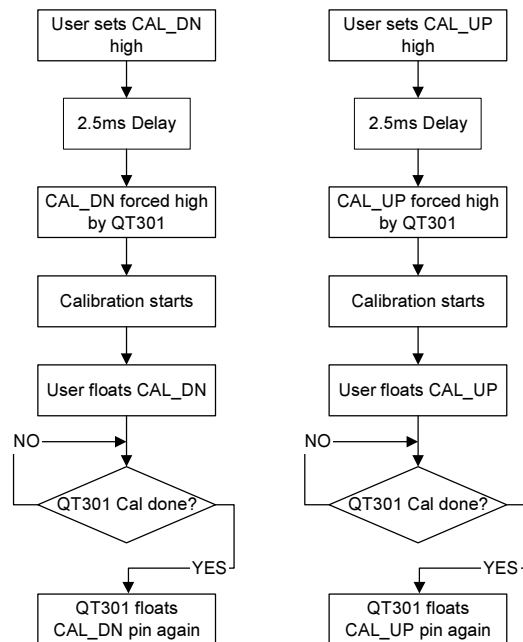 User sets CAL_DN
high
2.5ms Delay
CAL_DN forced high
by QT301
Calibration starts
User floats CAL_DN
NO
QT301 Cal done?
YES
QT301 floats
CAL_DN pin again
User sets CAL_UP
high
2.5ms Delay
CAL_UP forced high
by QT301
Calibration starts
User floats CAL_UP
NO
QT301 Cal done?
YES
QT301 floats
CAL_UP pin again